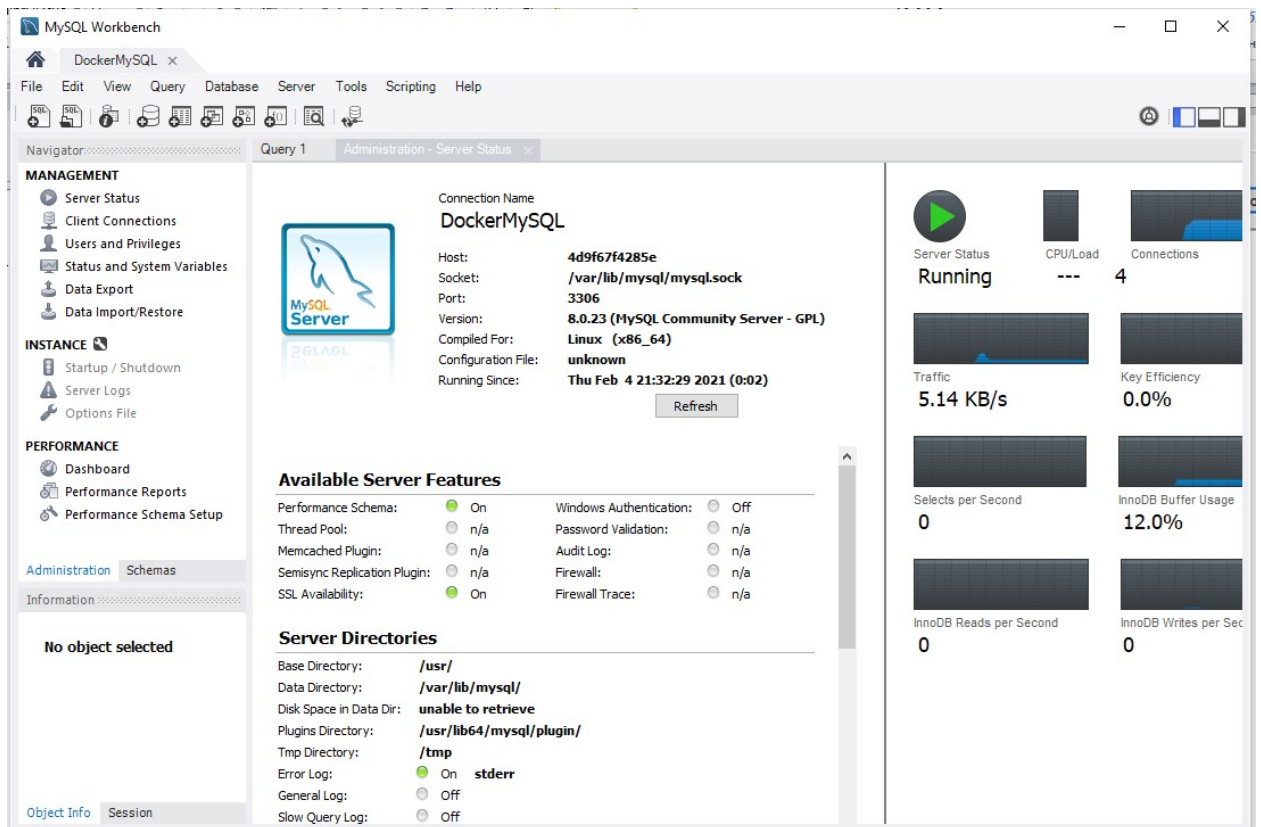 MySQL Workbench
DockerMySQL ×
File Edit View Query Database Server Tools Scripting Help
Navigator
Query 1 Administration - Server Status ×
MANAGEMENT
Server Status
Client Connections
Users and Privileges
Status and System Variables
Data Export
Data Import/Restore
INSTANCE
Startup / Shutdown
Server Logs
Options File
PERFORMANCE
Dashboard
Performance Reports
Performance Schema Setup
Administration Schemas
Information
No object selected
Object Info Session
MySQL
Server
Connection Name
DockerMySQL
Host: 4d9f67f4285e
Socket: /var/lib/mysql/mysql.sock
Port: 3306
Version: 8.0.23 (MySQL Community Server - GPL)
Compiled For: Linux (x86_64)
Configuration File: unknown
Running Since: Thu Feb 4 21:32:29 2021 (0:02)
Refresh
Available Server Features
Performance Schema: On Windows Authentication: Off
Thread Pool: n/a Password Validation: n/a
Memcached Plugin: n/a Audit Log: n/a
Semisync Replication Plugin: n/a Firewall: n/a
SSL Availability: On Firewall Trace: n/a
Server Directories
Base Directory: /usr/
Data Directory: /var/lib/mysql/
Disk Space in Data Dir: unable to retrieve
Plugins Directory: /usr/lib64/mysql/plugin/
Tmp Directory: /tmp
Error Log: On stderr
General Log: Off
Slow Query Log: Off
Server Status CPU/Load Connections
Running --- 4
Traffic Key Efficiency
5.14 KB/s 0.0%
Selects per Second InnoDB Buffer Usage
0 12.0%
InnoDB Reads per Second InnoDB Writes per Sec
0 0